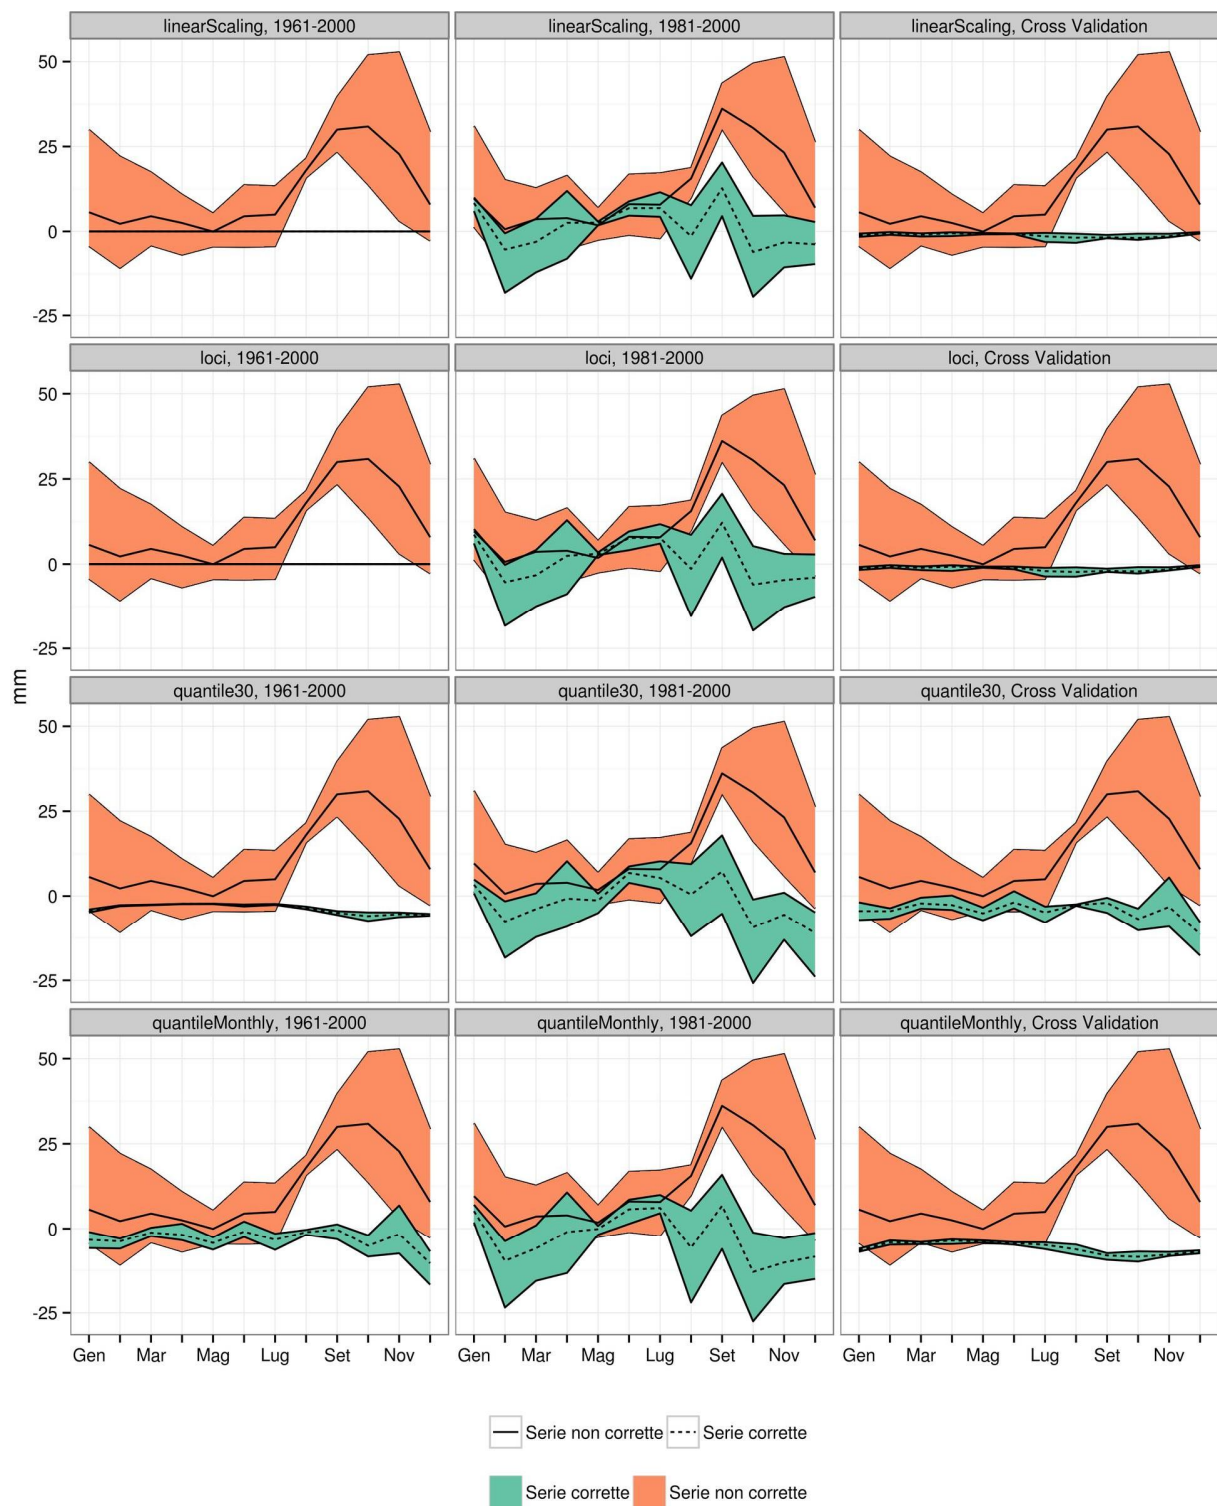 linearScaling, 1961-2000 linearScaling, 1981-2000 linearScaling, Cross Validation
50
25
0
-25
loci, 1961-2000 loci, 1981-2000 loci, Cross Validation
50
25
0
-25
mm
quantile30, 1961-2000 quantile30, 1981-2000 quantile30, Cross Validation
50
25
0
-25
quantileMonthly, 1961-2000 quantileMonthly, 1981-2000 quantileMonthly, Cross Validation
50
25
0
-25
Gen Mar Mag Lug Set Nov Gen Mar Mag Lug Set Nov Gen Mar Mag Lug Set Nov
Serie non corrette Serie corrette
Serie corrette Serie non corrette